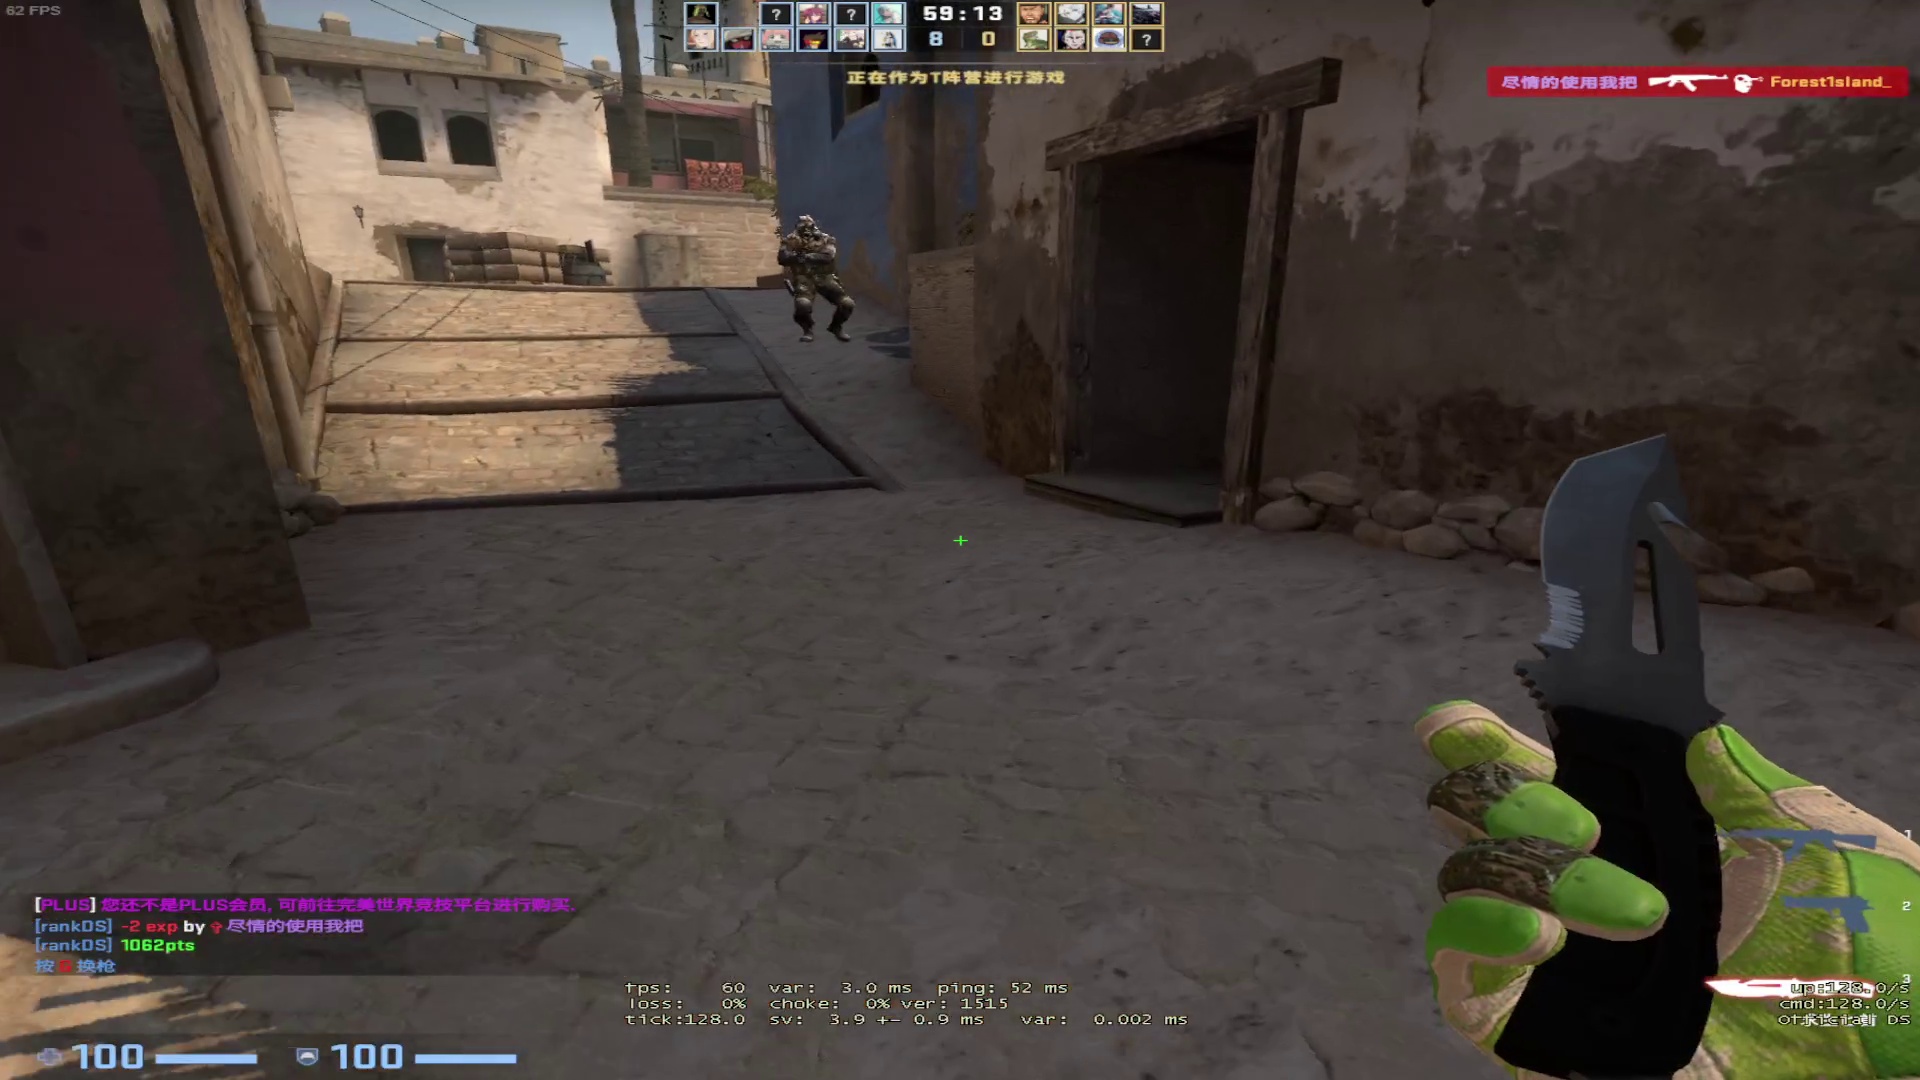 62 FPS
? ? 59:13
8 0 ?
正在作为T阵营进行游戏
尽情的使用我把 Forest1sland_
[PLUS] 您还不是PLUS会员, 可前往完美世界竞技平台进行购买.
[rankDS] -2 exp by 尽情的使用我把
[rankDS] 1062pts
按 G 换枪
1
2
3
fps: 60 var: 3.0 ms ping: 52 ms
loss: 0% choke: 0% ver: 1515
tick:128.0 sv: 3.9 +- 0.9 ms var: 0.002 ms
up:128.0/s
cmd:128.0/s
Official DS
100 100